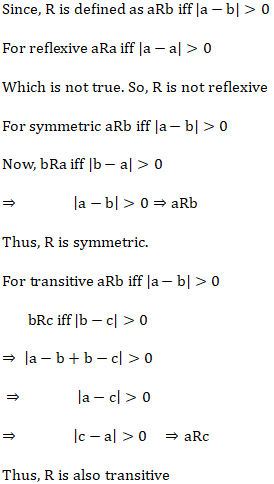 Since, R is defined as aRb iff |a − b| > 0
For reflexive aRa iff |a − a| > 0
Which is not true. So, R is not reflexive
For symmetric aRb iff |a − b| > 0
Now, bRa iff |b − a| > 0
⇒ |a − b| > 0 ⇒ aRb
Thus, R is symmetric.
For transitive aRb iff |a − b| > 0
bRc iff |b − c| > 0
⇒ |a − b + b − c| > 0
⇒ |a − c| > 0
⇒ |c − a| > 0 ⇒ aRc
Thus, R is also transitive